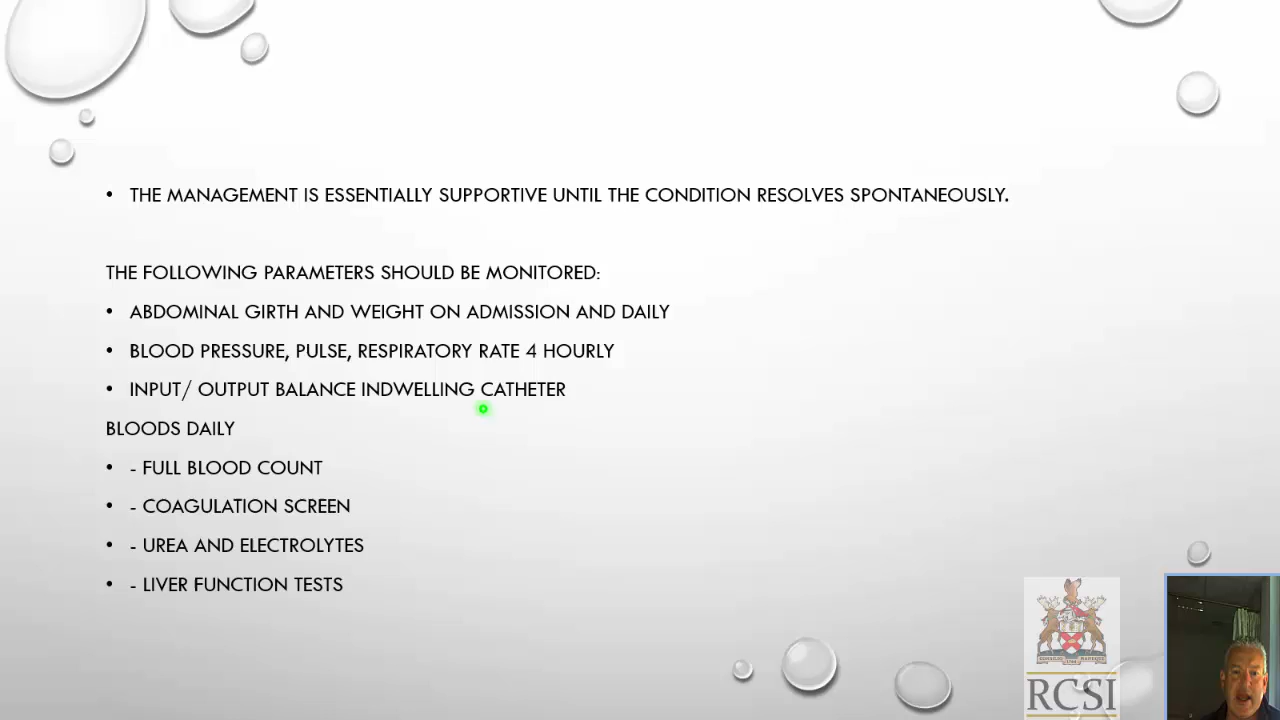 • THE MANAGEMENT IS ESSENTIALLY SUPPORTIVE UNTIL THE CONDITION RESOLVES SPONTANEOUSLY.
THE FOLLOWING PARAMETERS SHOULD BE MONITORED:
• ABDOMINAL GIRTH AND WEIGHT ON ADMISSION AND DAILY
• BLOOD PRESSURE, PULSE, RESPIRATORY RATE 4 HOURLY
• INPUT/ OUTPUT BALANCE INDWELLING CATHETER
BLOODS DAILY
• - FULL BLOOD COUNT
• - COAGULATION SCREEN
• - UREA AND ELECTROLYTES
• - LIVER FUNCTION TESTS
RCSI